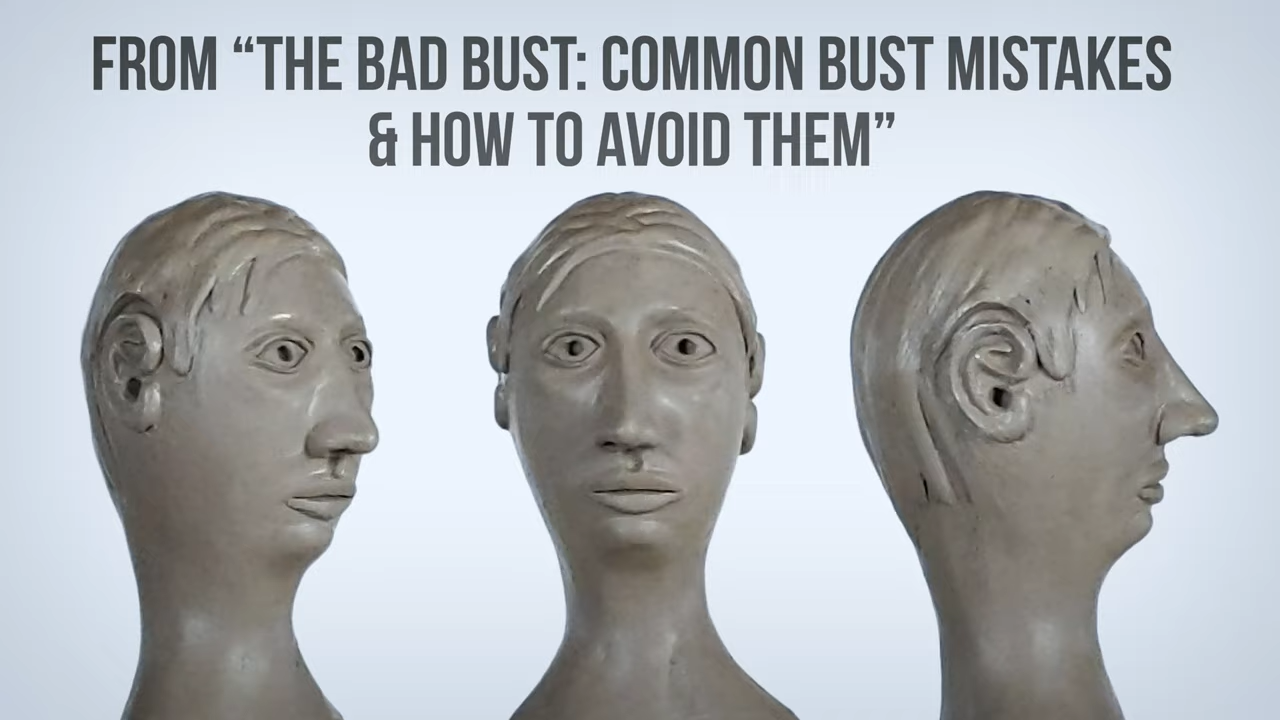 FROM “THE BAD BUST: COMMON BUST MISTAKES
& HOW TO AVOID THEM”